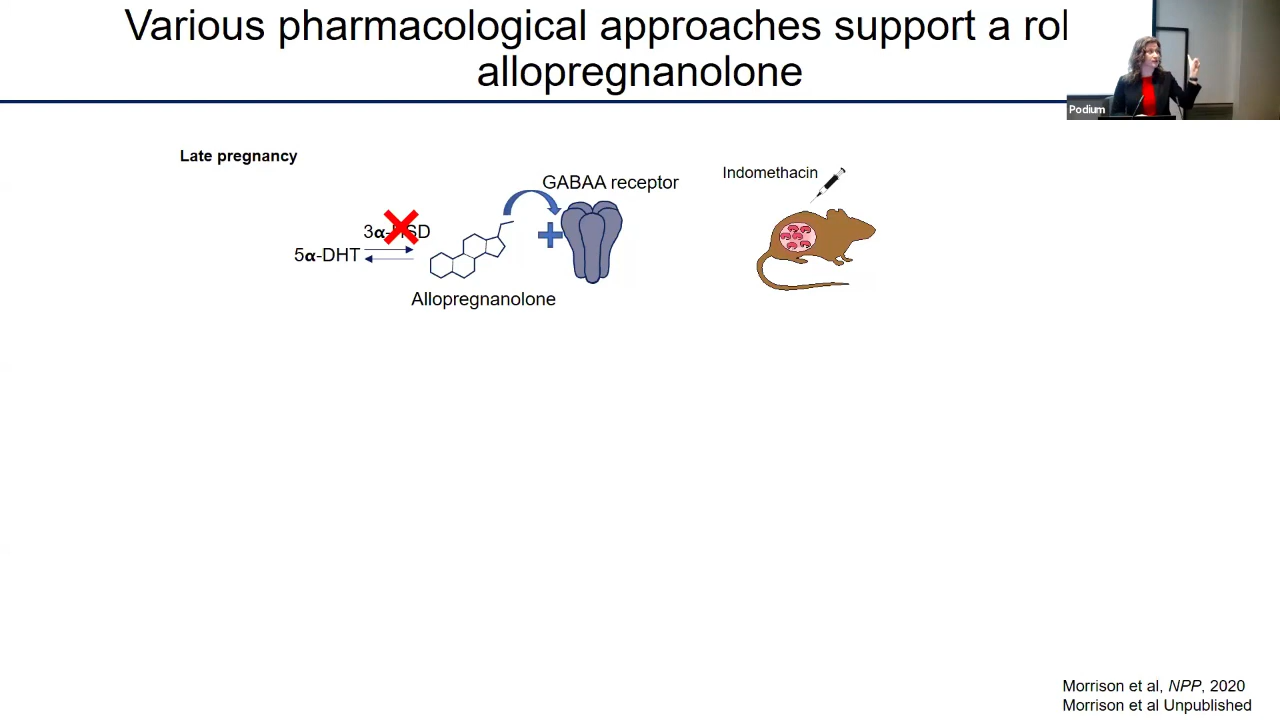 Various pharmacological approaches support a rol
allopregnanolone
Podium
Late pregnancy
GABAA receptor
Indomethacin
3α-HSD
5α-DHT
Allopregnanolone
Morrison et al, NPP, 2020
Morrison et al Unpublished